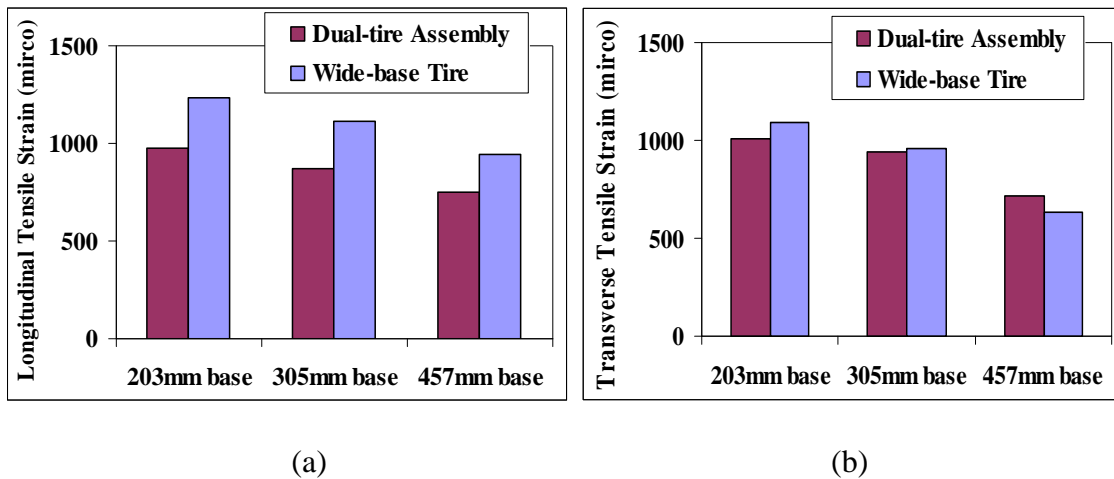 Longitudinal Tensile Strain (mirco)
1500
1000
500
0
Dual-tire Assembly
Wide-base Tire
203mm base 305mm base 457mm base
(a)
Transverse Tensile Strain (mirco)
1500
1000
500
0
Dual-tire Assembly
Wide-base Tire
203mm base 305mm base 457mm base
(b)